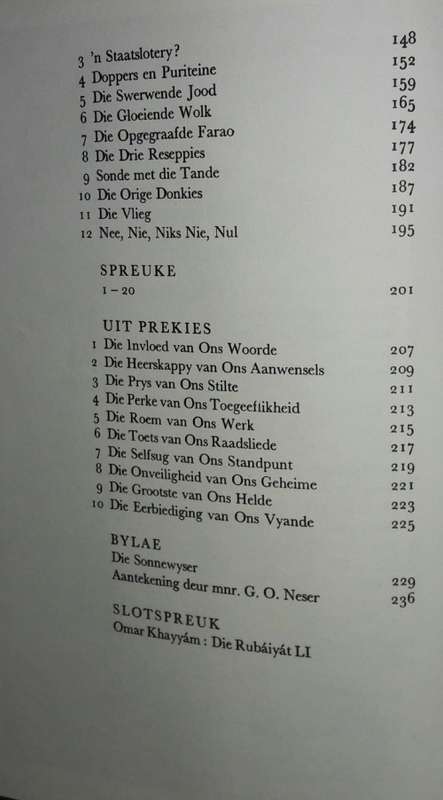 3 'n Staatslotery? 148
4 Doppers en Puriteine 152
5 Die Swerwende Jood 159
6 Die Gloeiende Wolk 165
7 Die Opgegraafde Farao 174
8 Die Drie Reseppies 177
9 Sonde met die Tande 182
10 Die Orige Donkies 187
11 Die Vlieg 191
12 Nee, Nie, Niks Nie, Nul 195
SPREUKE
1 – 20 201
UIT PREKIES
1 Die Invloed van Ons Woorde 207
2 Die Heerskappy van Ons Aanwensels 209
3 Die Prys van Ons Stilte 211
4 Die Perke van Ons Toegeeflikheid 213
5 Die Roem van Ons Werk 215
6 Die Toets van Ons Raadsliede 217
7 Die Selfsug van Ons Standpunt 219
8 Die Onveiligheid van Ons Geheime 221
9 Die Grootste van Ons Helde 223
10 Die Eerbiediging van Ons Vyande 225
BYLAE
Die Sonnewyser 229
Aantekening deur mnr. G. O. Neser 236
SLOTSPREUK
Omar Khayyám : Die Rubáiyát LI